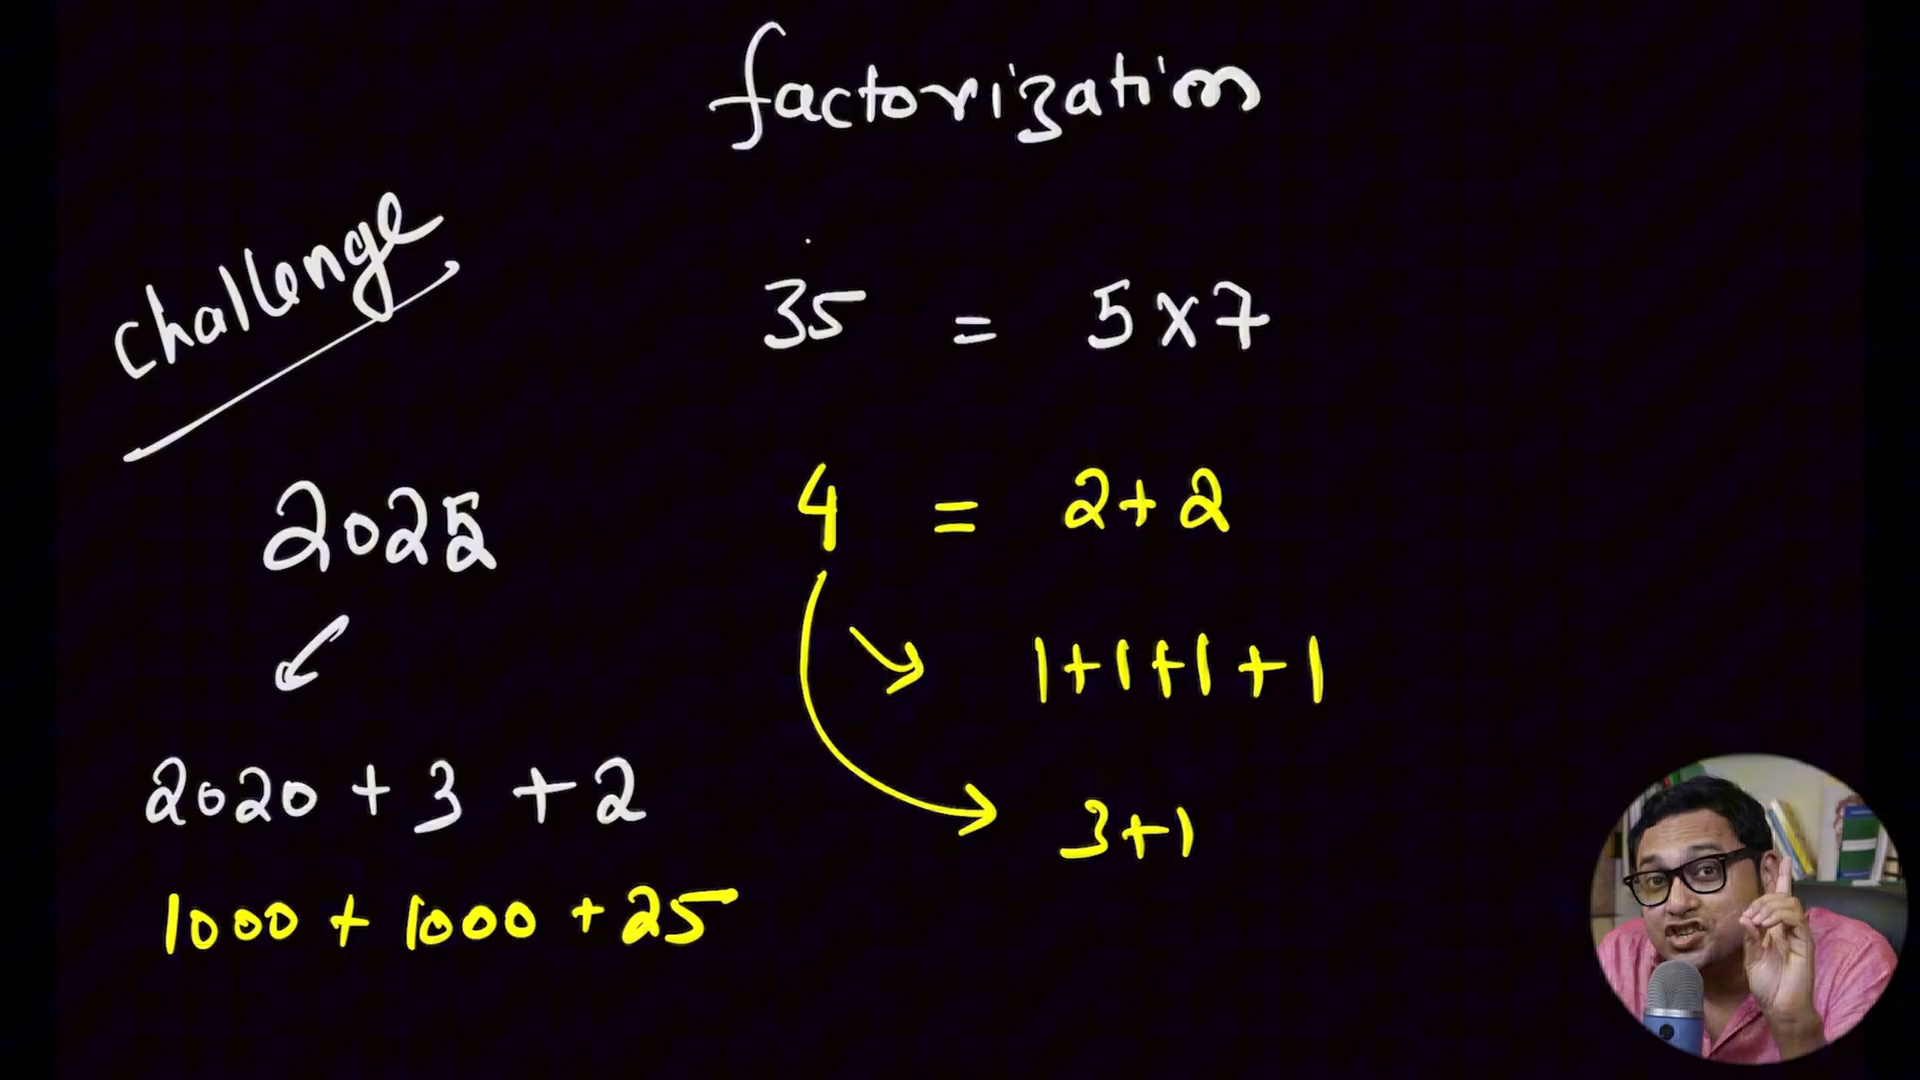 factorization
challenge
35 = 5x7
2025
4 = 2+2
1+1+1+1
2020 + 3 + 2
3+1
1000 + 1000 + 25